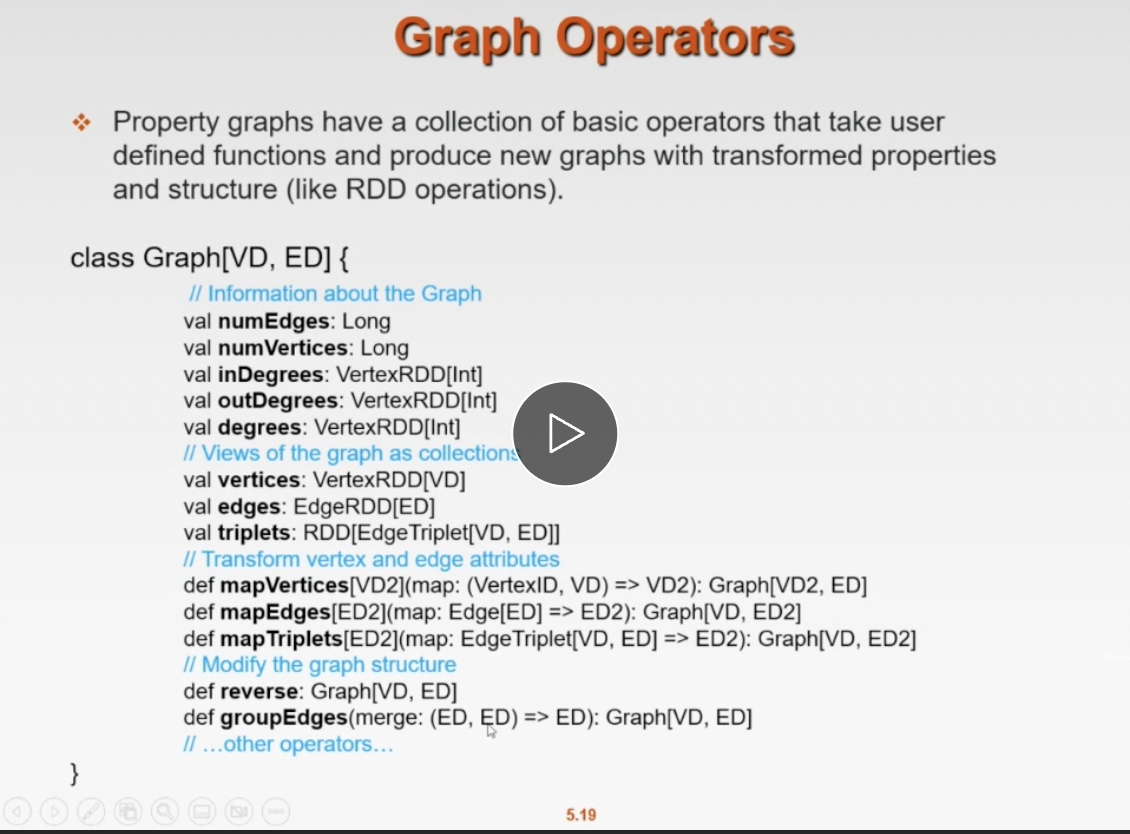 Graph Operators
Property graphs have a collection of basic operators that take user
defined functions and produce new graphs with transformed properties
and structure (like RDD operations).
class Graph[VD, ED] {
// Information about the Graph
val numEdges: Long
val numVertices: Long
val inDegrees: VertexRDD[Int]
val outDegrees: VertexRDD[Int]
val degrees: VertexRDD[Int]
// Views of the graph as collections
val vertices: VertexRDD[VD]
val edges: EdgeRDD[ED]
val triplets: RDD[EdgeTriplet[VD, ED]]
// Transform vertex and edge attributes
def mapVertices[VD2](map: (VertexID, VD) => VD2): Graph[VD2, ED]
def mapEdges[ED2](map: Edge[ED] => ED2): Graph[VD, ED2]
def mapTriplets[ED2](map: EdgeTriplet[VD, ED] => ED2): Graph[VD, ED2]
// Modify the graph structure
def reverse: Graph[VD, ED]
def groupEdges(merge: (ED, ED) => ED): Graph[VD, ED]
// …other operators…
}
5.19